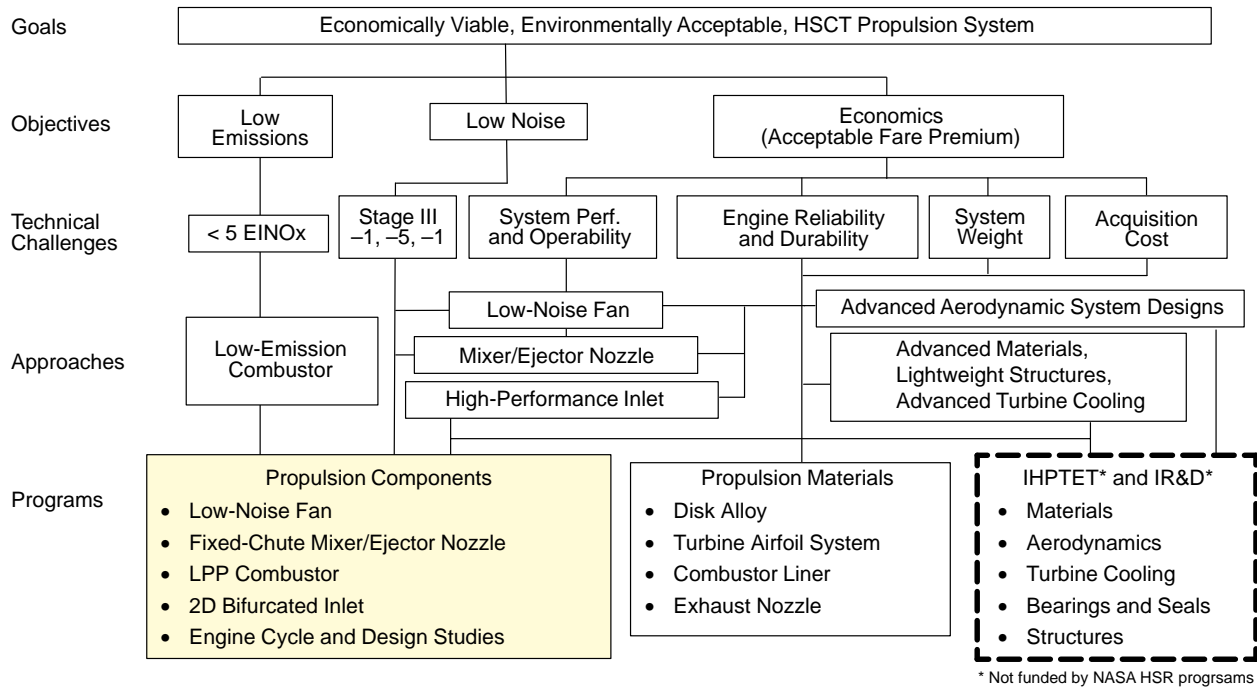 Goals
Economically Viable, Environmentally Acceptable, HSCT Propulsion System
Objectives
Low
Emissions
Low Noise
Economics
(Acceptable Fare Premium)
Technical
Challenges
< 5 EINOx
Stage III
–1, –5, –1
System Perf.
and Operability
Engine Reliability
and Durability
System
Weight
Acquisition
Cost
Approaches
Low-Emission
Combustor
Low-Noise Fan
Mixer/Ejector Nozzle
High-Performance Inlet
Advanced Aerodynamic System Designs
Advanced Materials,
Lightweight Structures,
Advanced Turbine Cooling
Programs
Propulsion Components
• Low-Noise Fan
• Fixed-Chute Mixer/Ejector Nozzle
• LPP Combustor
• 2D Bifurcated Inlet
• Engine Cycle and Design Studies
Propulsion Materials
• Disk Alloy
• Turbine Airfoil System
• Combustor Liner
• Exhaust Nozzle
IHPTET* and IR&D*
• Materials
• Aerodynamics
• Turbine Cooling
• Bearings and Seals
• Structures
* Not funded by NASA HSR progrsams